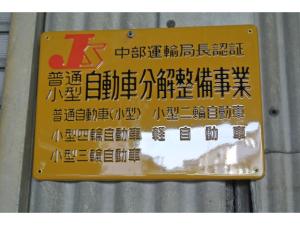 JS 中部運輸局長認証
普通
小型 自動車分解整備事業
普通自動車〈小型〉 小型二輪自動車
小型四輪自動車 軽自動車
小型三輪自動車